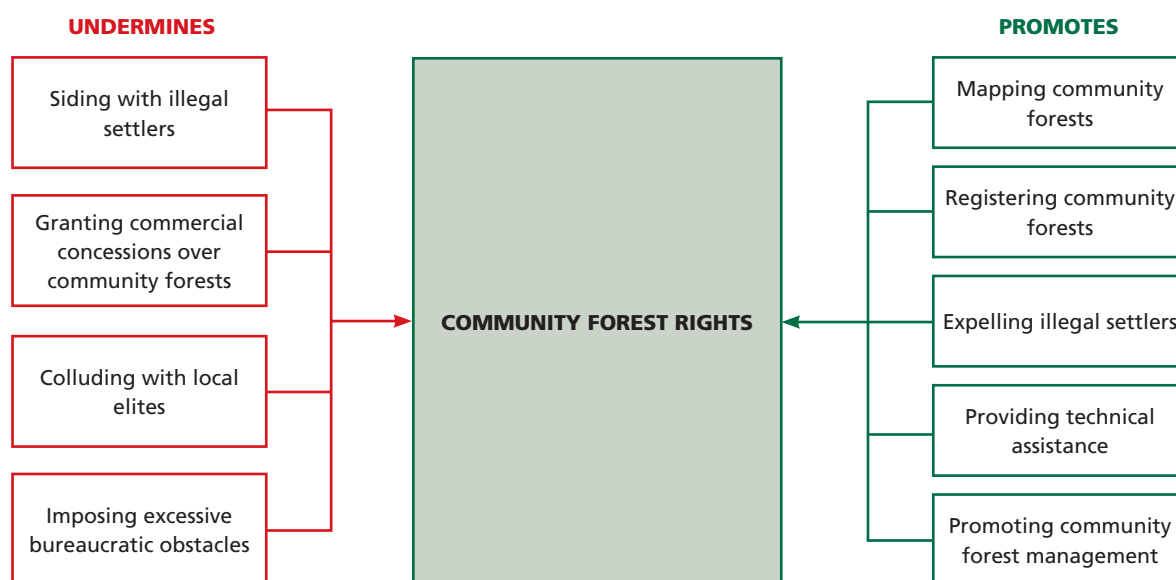 UNDERMINES
Siding with illegal
settlers
Granting commercial
concessions over
community forests
Colluding with local
elites
Imposing excessive
bureaucratic obstacles
COMMUNITY FOREST RIGHTS
PROMOTES
Mapping community
forests
Registering community
forests
Expelling illegal settlers
Providing technical
assistance
Promoting community
forest management